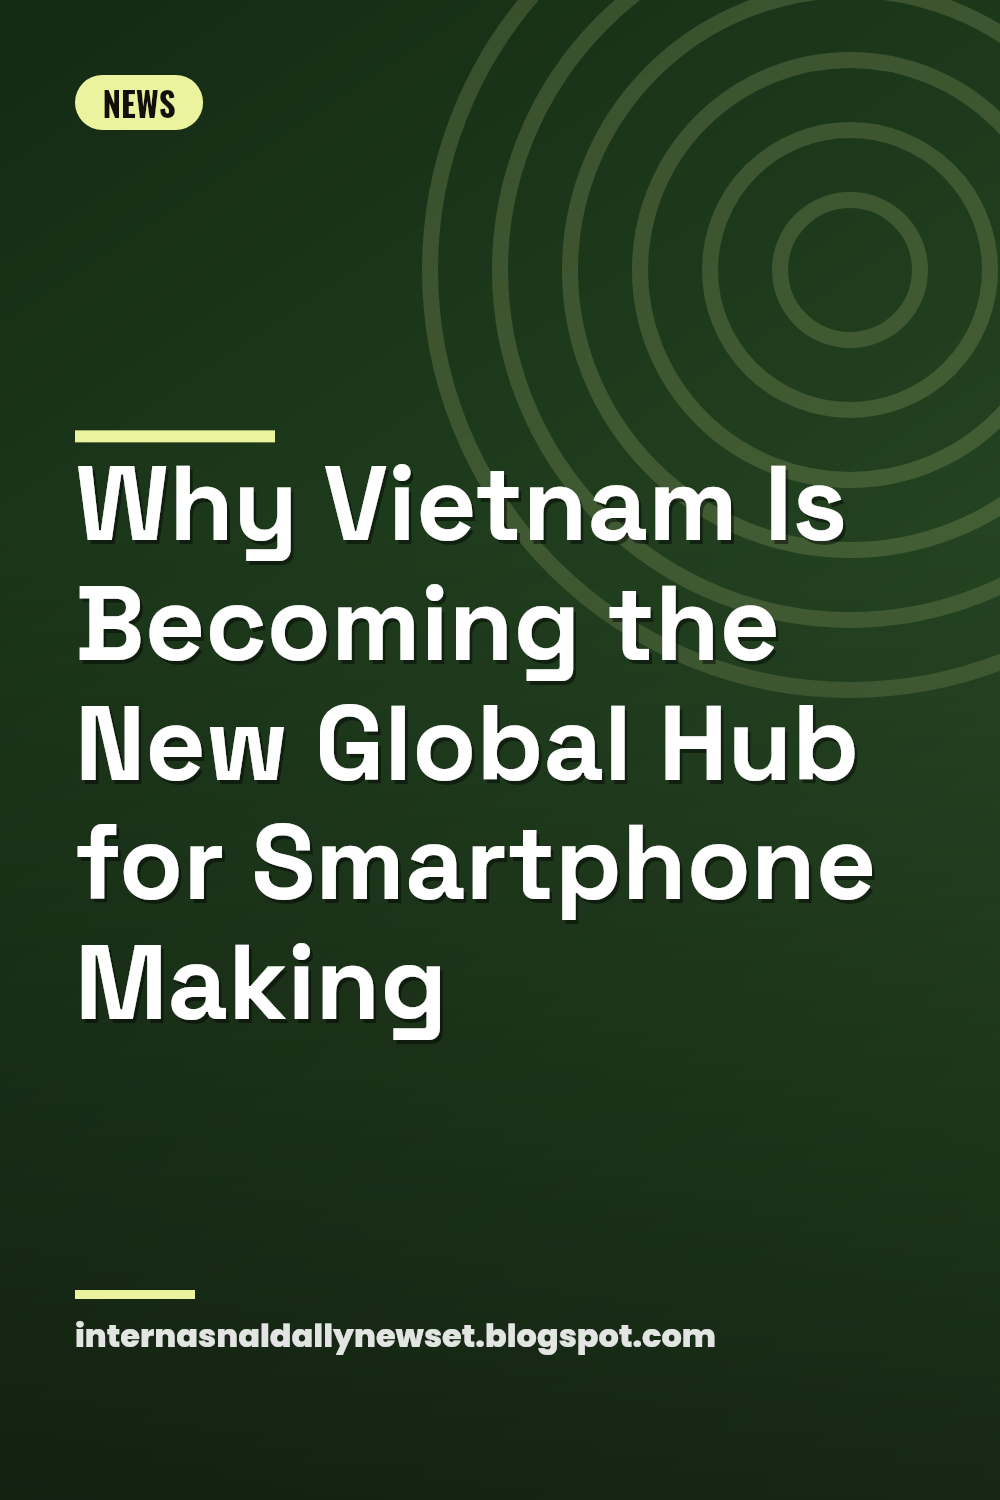 NEWS
Why Vietnam Is
Becoming the
New Global Hub
for Smartphone
Making
internasnaldallynewset.blogspot.com